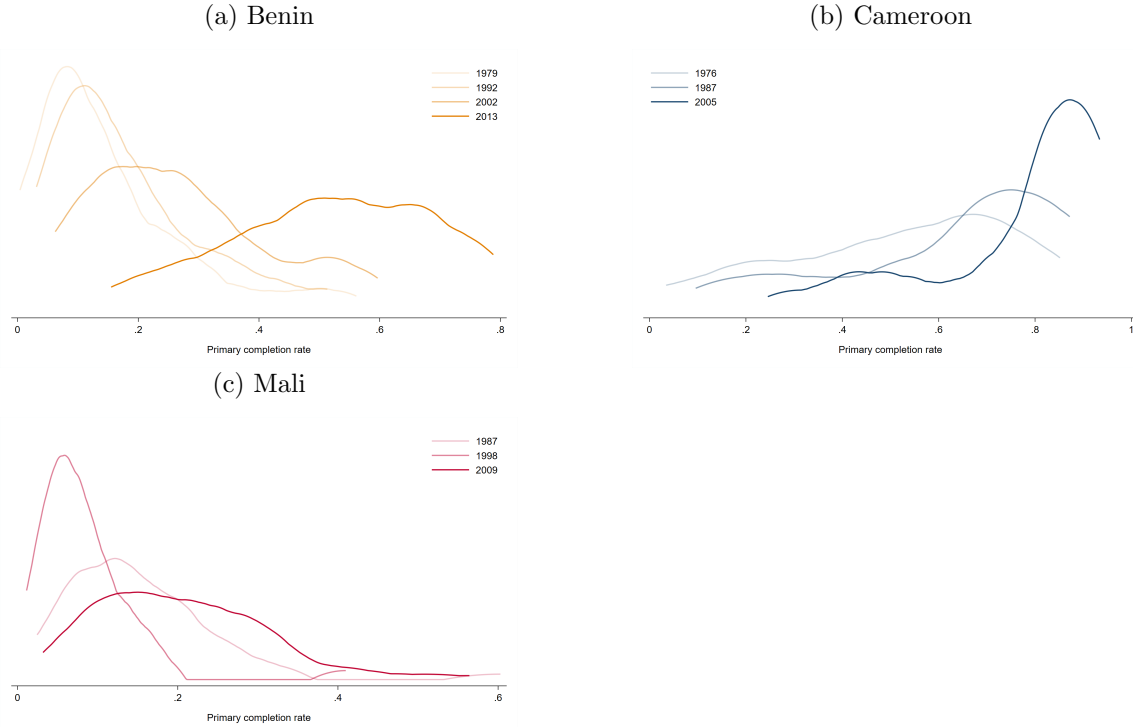 (a) Benin
1979
1992
2002
2013
0 .2 .4 .6 .8
Primary completion rate
(b) Cameroon
1976
1987
2005
0 .2 .4 .6 .8 1
Primary completion rate
(c) Mali
1987
1998
2009
0 .2 .4 .6
Primary completion rate